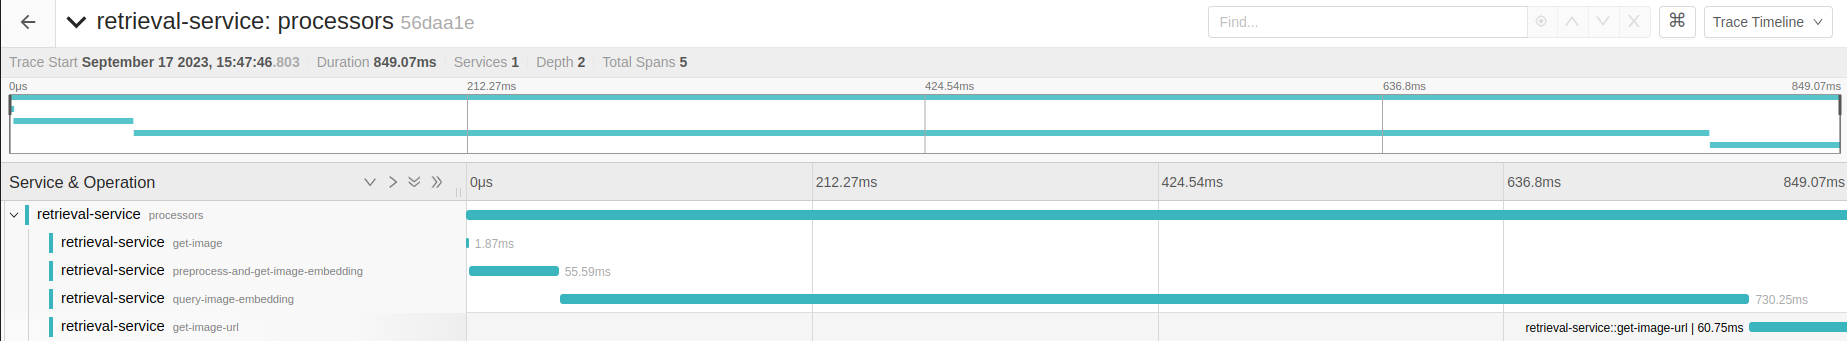 retrieval-service: processors 56daa1e Find... ⌘ Trace Timeline
Trace Start September 17 2023, 15:47:46.803 Duration 849.07ms Services 1 Depth 2 Total Spans 5
0μs 212.27ms 424.54ms 636.8ms 849.07ms
Service & Operation 0μs 212.27ms 424.54ms 636.8ms 849.07ms
retrieval-service processors
retrieval-service get-image 1.87ms
retrieval-service preprocess-and-get-image-embedding 55.59ms
retrieval-service query-image-embedding 730.25ms
retrieval-service get-image-url retrieval-service::get-image-url | 60.75ms